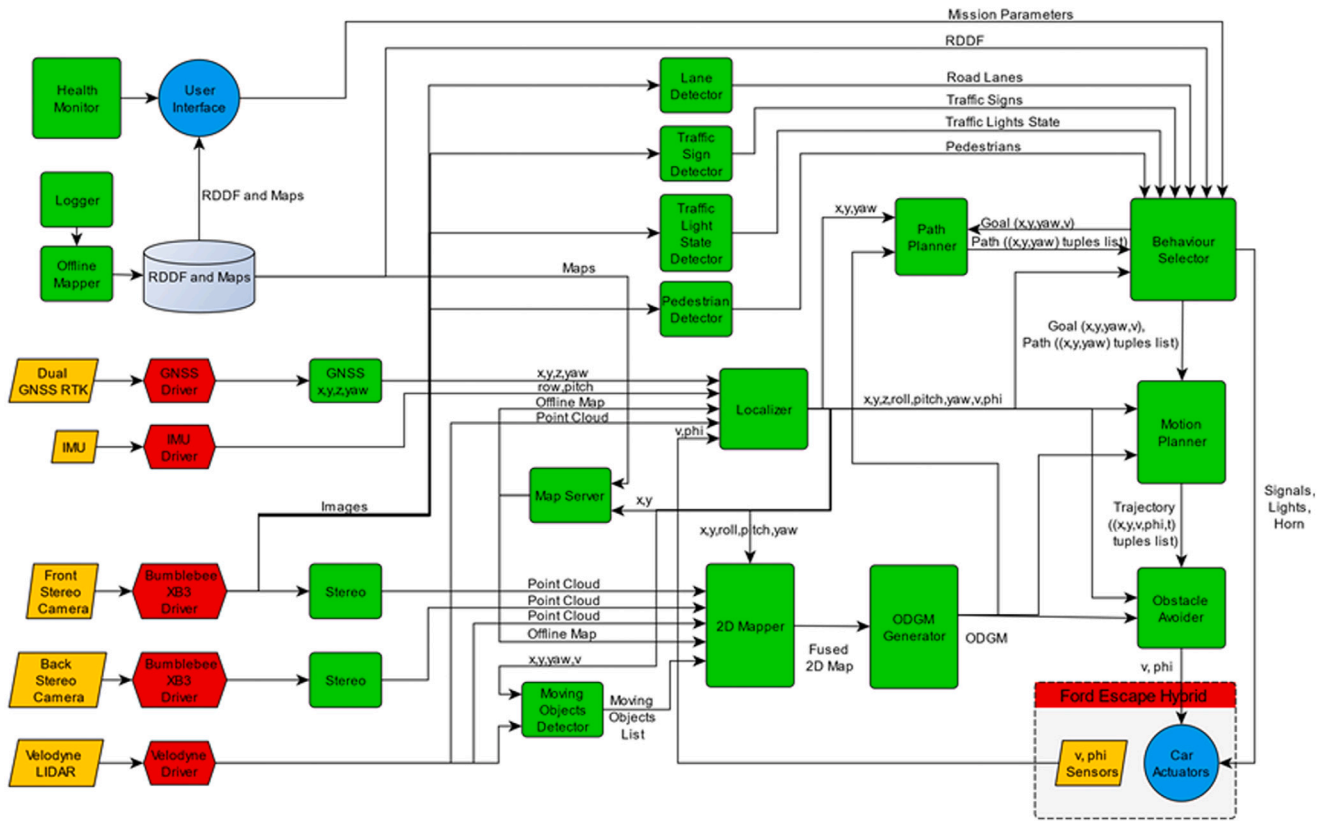 Mission Parameters
RDDF
Health
Monitor
User
Interface
Lane
Detector
Road Lanes
Traffic Signs
Traffic Lights State
Pedestrians
Traffic
Sign
Detector
Logger
RDDF and Maps
Traffic
Light
State
Detector
x,y,yaw
Path
Planner
Goal (x,y,yaw,v)
Path ((x,y,yaw) tuples list)
Behaviour
Selector
Offline
Mapper
RDDF and Maps
Maps
Pedestrian
Detector
Goal (x,y,yaw,v),
Path ((x,y,yaw) tuples list)
Dual
GNSS RTK
GNSS
Driver
GNSS
x,y,z,yaw
x,y,z,yaw
row,pitch
Offline Map
Point Cloud
v,phi
Localizer
x,y,z,roll,pitch,yaw,v,phi
Motion
Planner
IMU
IMU
Driver
Map Server
x,y
Images
x,y,roll,pitch,yaw
Trajectory
((x,y,v,phi,t)
tuples list)
Signals,
Lights,
Horn
Front
Stereo
Camera
Bumblebee
XB3
Driver
Stereo
Point Cloud
Point Cloud
Point Cloud
Offline Map
2D Mapper
Fused
2D Map
ODGM
Generator
ODGM
Obstacle
Avoider
Back
Stereo
Camera
Bumblebee
XB3
Driver
Stereo
x,y,yaw,v
Moving
Objects
Detector
Moving
Objects
List
v, phi
Ford Escape Hybrid
Velodyne
LIDAR
Velodyne
Driver
v, phi
Sensors
Car
Actuators